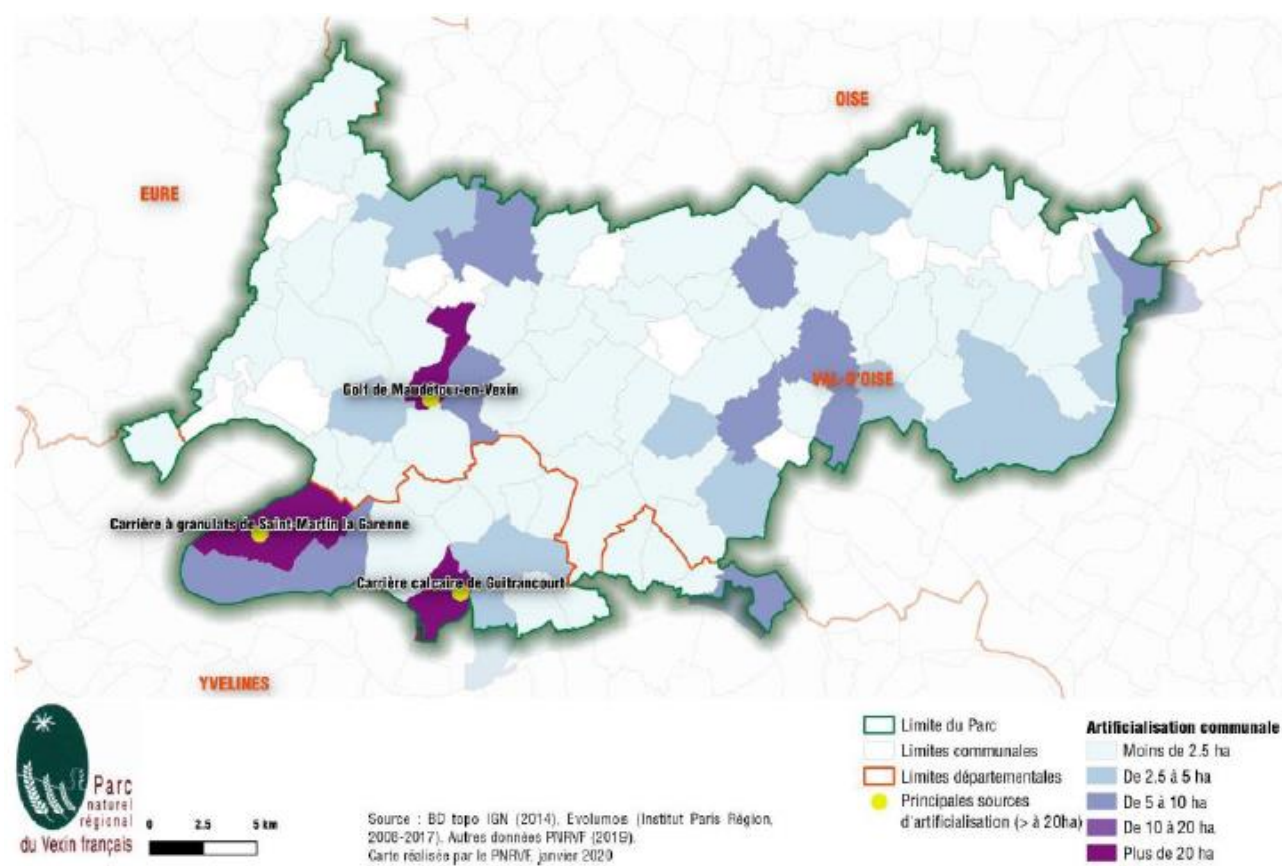 OISE
EURE
Golf de Maudétour-en-Vexin
VAL D'OISE
Carrière à granulats de Saint-Martin la Garenne
Carrière calcaire de Guitrancourt
YVELINES
Parc
naturel
régional
du Vexin français
0 2.5 5 km
Source : BD topo IGN (2014), Evolumos (Institut Paris Région,
2008-2017). Autres données PNRVF (2019).
Carte réalisée par le PNRVF, janvier 2020
Limite du Parc
Limites communales
Limites départementales
Principales sources
d'artificialisation (> à 20ha)
Artificialisation communale
Moins de 2.5 ha
De 2.5 à 5 ha
De 5 à 10 ha
De 10 à 20 ha
Plus de 20 ha